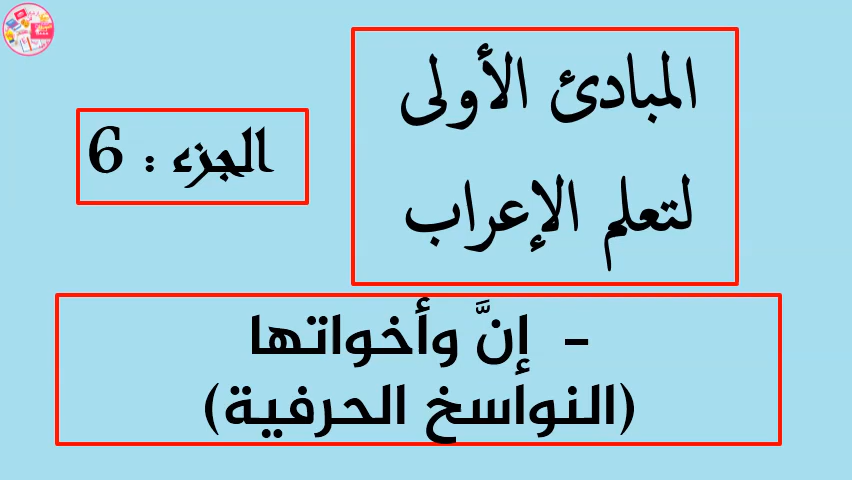 المبادئ الأولى
لتعلم الإعراب
الجزء : 6
- إنَّ وأخواتها
(النواسخ الحرفية)